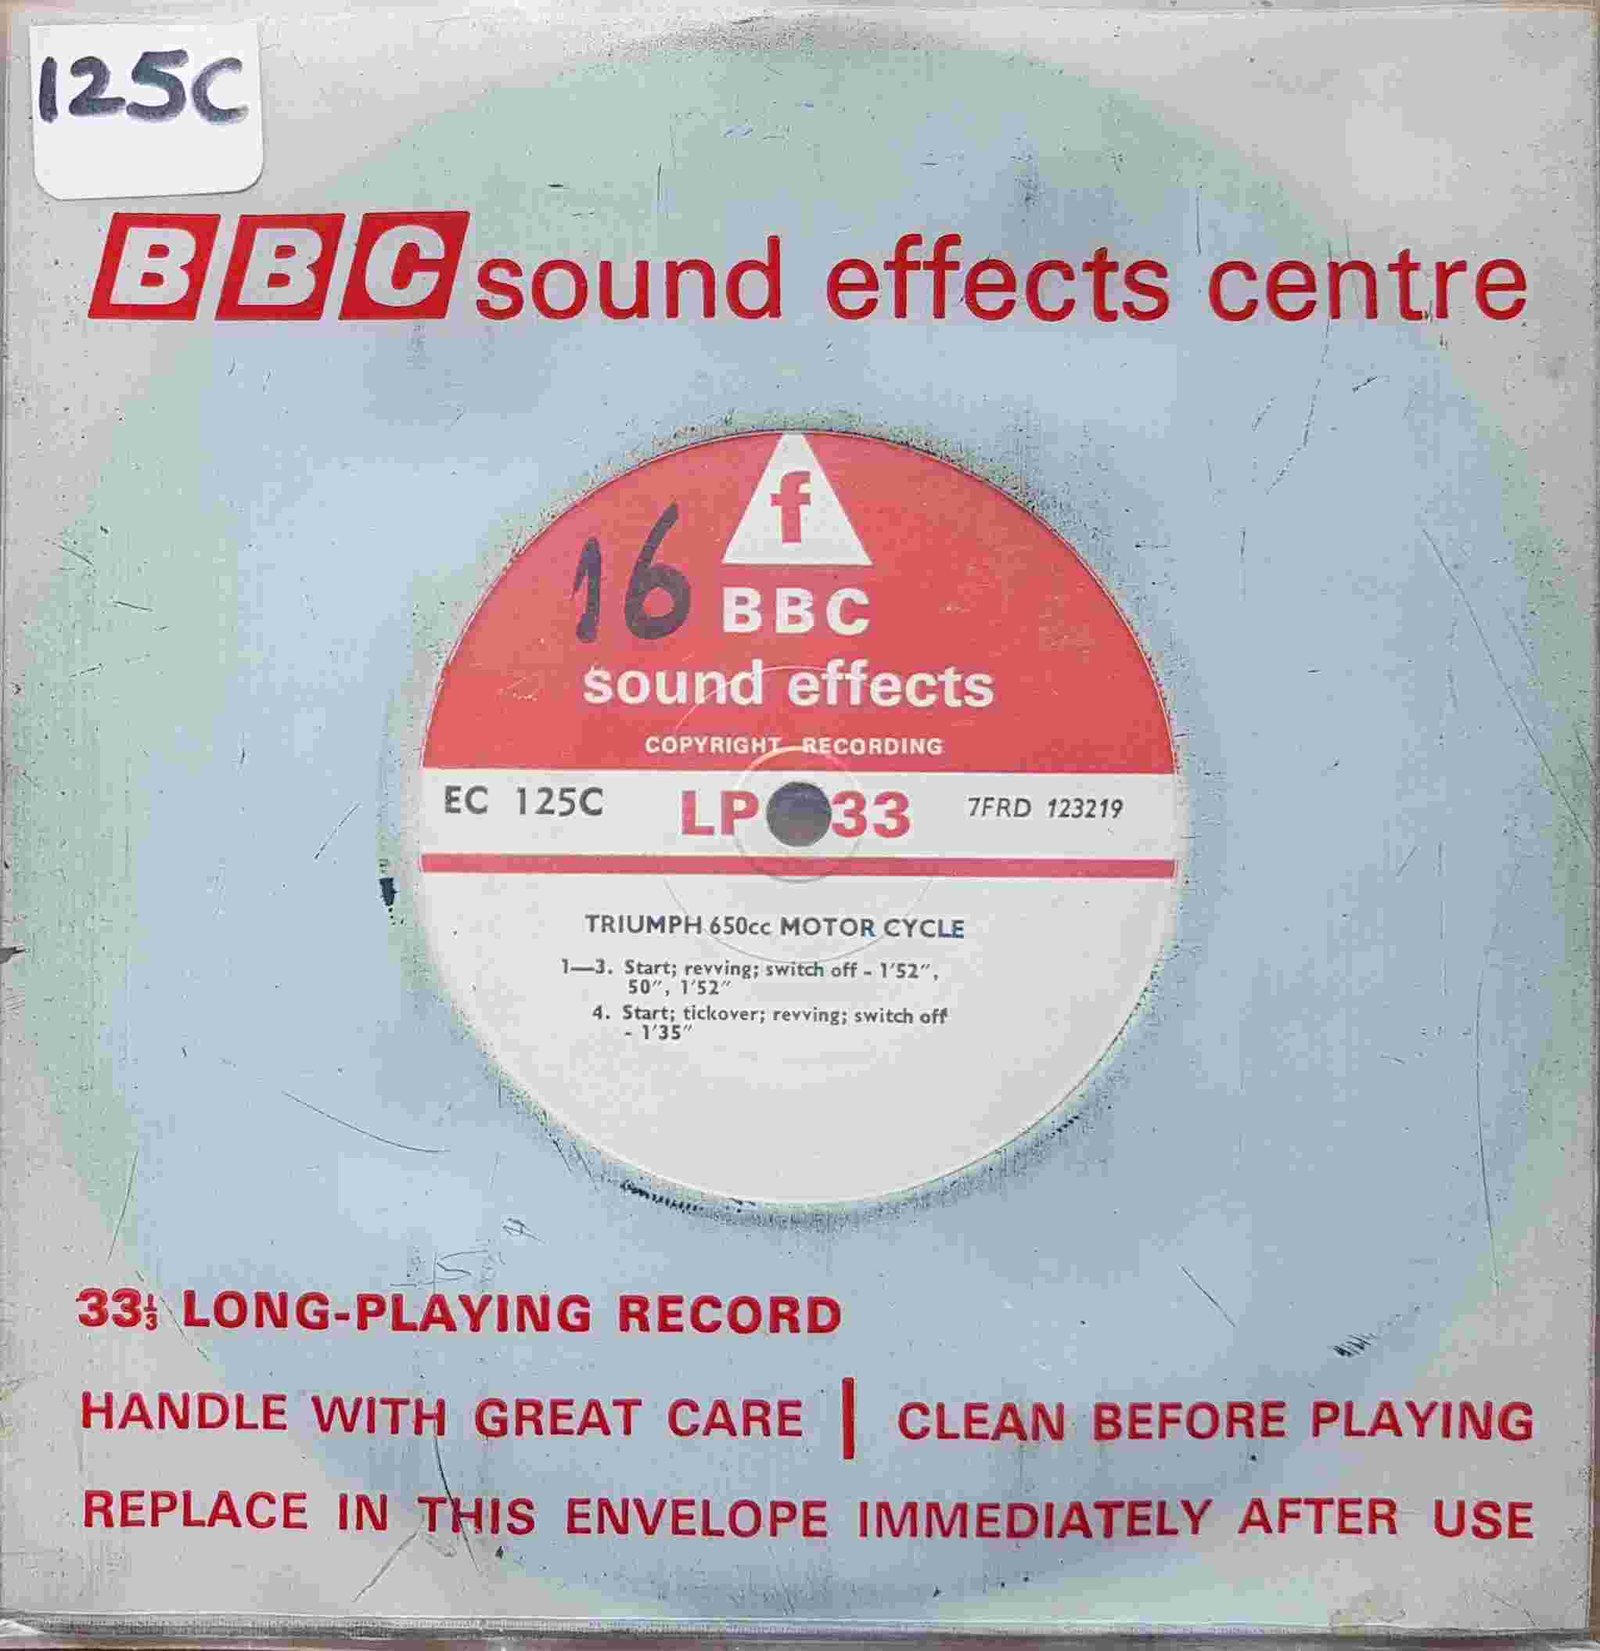 125C
BBC sound effects centre
f
16
BBC
sound effects
COPYRIGHT RECORDING
EC 125C LP 33 7FRD 123219
TRIUMPH 650cc MOTOR CYCLE
1—3. Start; revving; switch off - 1'52",
50", 1'52"
4. Start; tickover; revving; switch off
- 1'35"
33⅓ LONG-PLAYING RECORD
HANDLE WITH GREAT CARE | CLEAN BEFORE PLAYING
REPLACE IN THIS ENVELOPE IMMEDIATELY AFTER USE